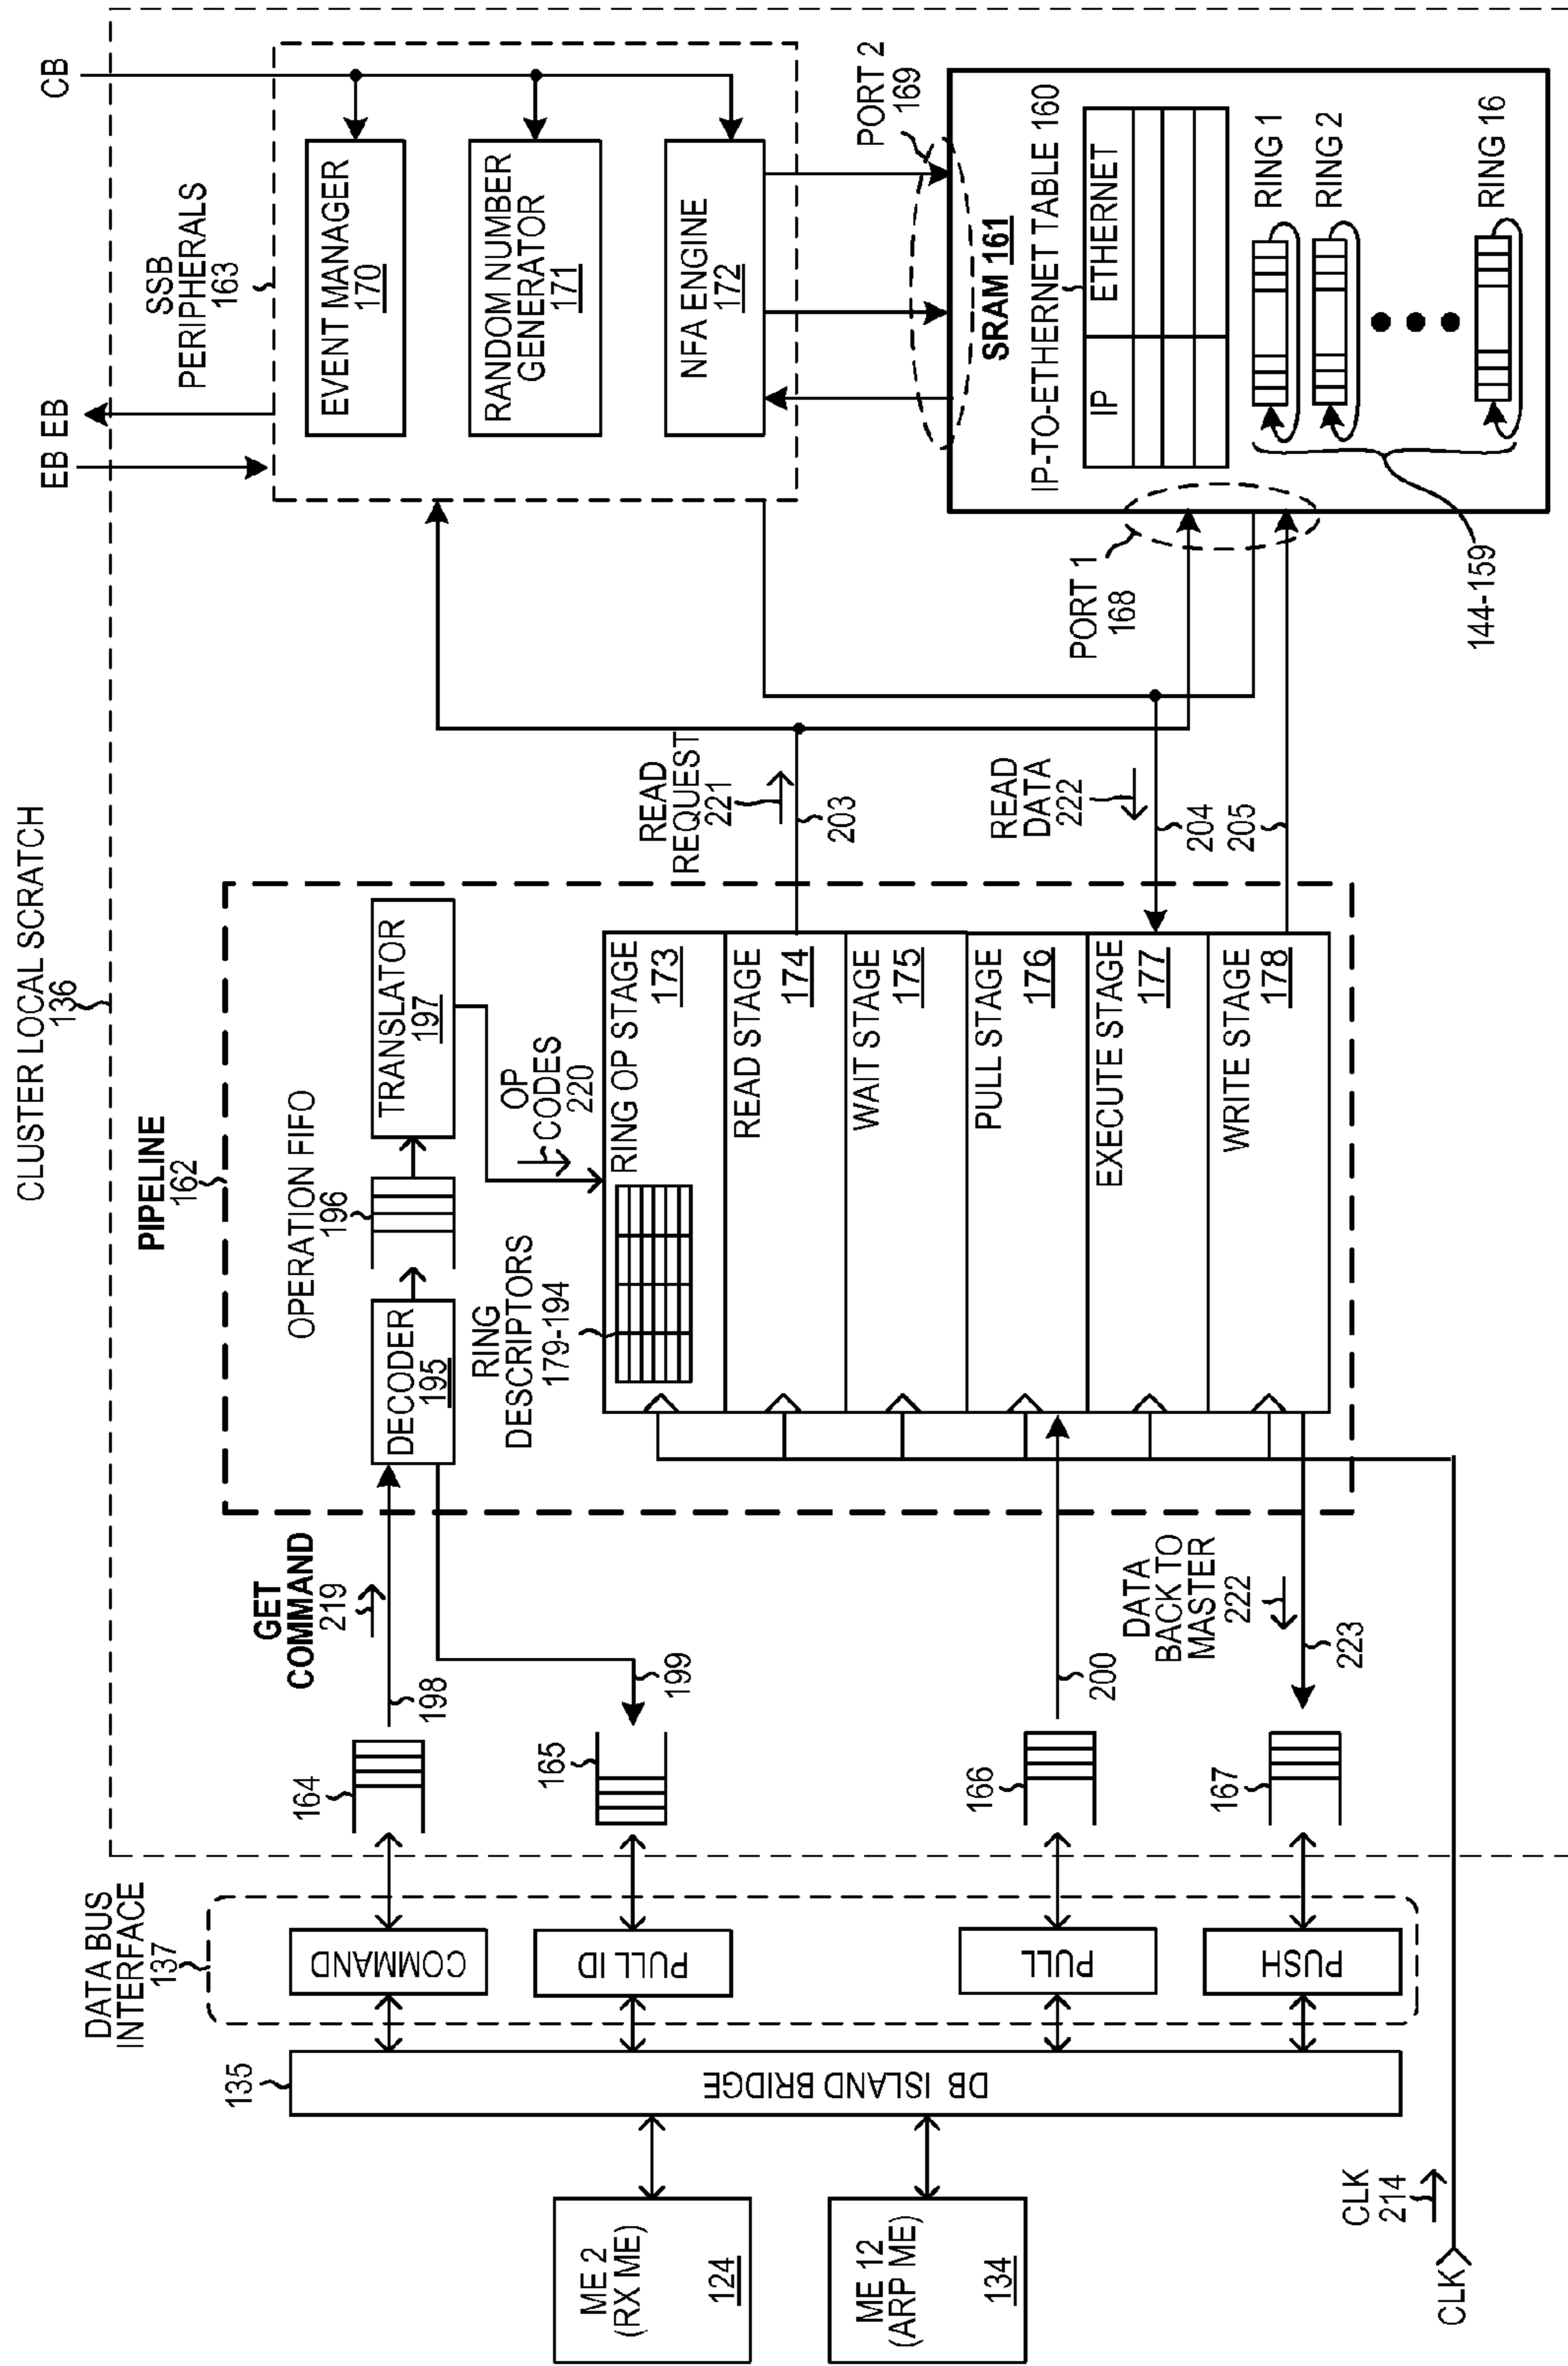 CLUSTER LOCAL SCRATCH
136
CB
EB EB
SSB
PERIPHERALS
163
EVENT MANAGER
170
RANDOM NUMBER
GENERATOR
171
NFA ENGINE
172
PORT 2
169
SRAM 161
IP-TO-ETHERNET TABLE 160
IP
ETHERNET
RING 1
RING 2
RING 16
144-159
PORT 1
168
READ
REQUEST
221
203
READ
DATA
222
204
205
PIPELINE
162
OPERATION FIFO
196
TRANSLATOR
197
DECODER
195
OP
CODES
220
RING
DESCRIPTORS
179-194
RING OP STAGE
173
READ STAGE
174
WAIT STAGE
175
PULL STAGE
176
EXECUTE STAGE
177
WRITE STAGE
178
GET
COMMAND
219
198
199
200
DATA
BACK TO
MASTER
222
223
164
165
166
167
DATA BUS
INTERFACE
137
COMMAND
PULL ID
PULL
PUSH
135
DB ISLAND BRIDGE
ME 2
(RX ME)
124
ME 12
(ARP ME)
134
CLK
214
CLK